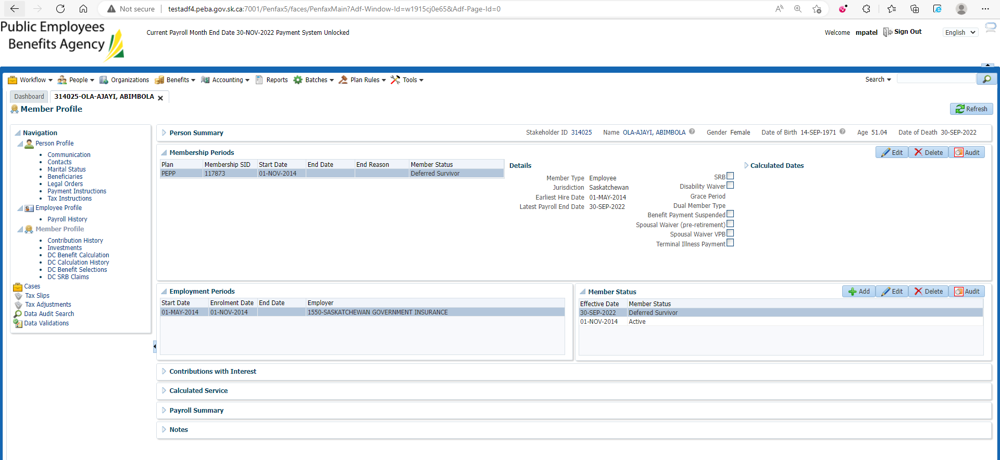 Not secure | testadf4.peba.gov.sk.ca:7001/Penfax5/faces/PenfaxMain?Adf-Window-Id=w1915cj0e65&Adf-Page-Id=0
Public Employees
Benefits Agency
Current Payroll Month End Date 30-NOV-2022 Payment System Unlocked
Welcome mpatel Sign Out English
Workflow People Organizations Benefits Accounting Reports Batches Plan Rules Tools Search
Dashboard 314025-OLA-AJAYI, ABIMBOLA
Member Profile
Refresh
Navigation
Person Profile
Communication
Contacts
Marital Status
Beneficiaries
Legal Orders
Payment Instructions
Tax Instructions
Employee Profile
Payroll History
Member Profile
Contribution History
Investments
DC Benefit Calculation
DC Calculation History
DC Benefit Selections
DC SRB Claims
Cases
Tax Slips
Tax Adjustments
Data Audit Search
Data Validations
Person Summary Stakeholder ID 314025 Name OLA-AJAYI, ABIMBOLA Gender Female Date of Birth 14-SEP-1971 Age 51.04 Date of Death 30-SEP-2022
Membership Periods Edit Delete Audit
Plan Membership SID Start Date End Date End Reason Member Status
PEPP 117873 01-NOV-2014 Deferred Survivor
Details
Member Type Employee
Jurisdiction Saskatchewan
Earliest Hire Date 01-MAY-2014
Latest Payroll End Date 30-SEP-2022
SRB
Disability Waiver
Grace Period
Dual Member Type
Benefit Payment Suspended
Spousal Waiver (pre-retirement)
Spousal Waiver VPB
Terminal Illness Payment
Calculated Dates
Employment Periods
Start Date Enrolment Date End Date Employer
01-MAY-2014 01-NOV-2014 1550-SASKATCHEWAN GOVERNMENT INSURANCE
Member Status Add Edit Delete Audit
Effective Date Member Status
30-SEP-2022 Deferred Survivor
01-NOV-2014 Active
Contributions with Interest
Calculated Service
Payroll Summary
Notes